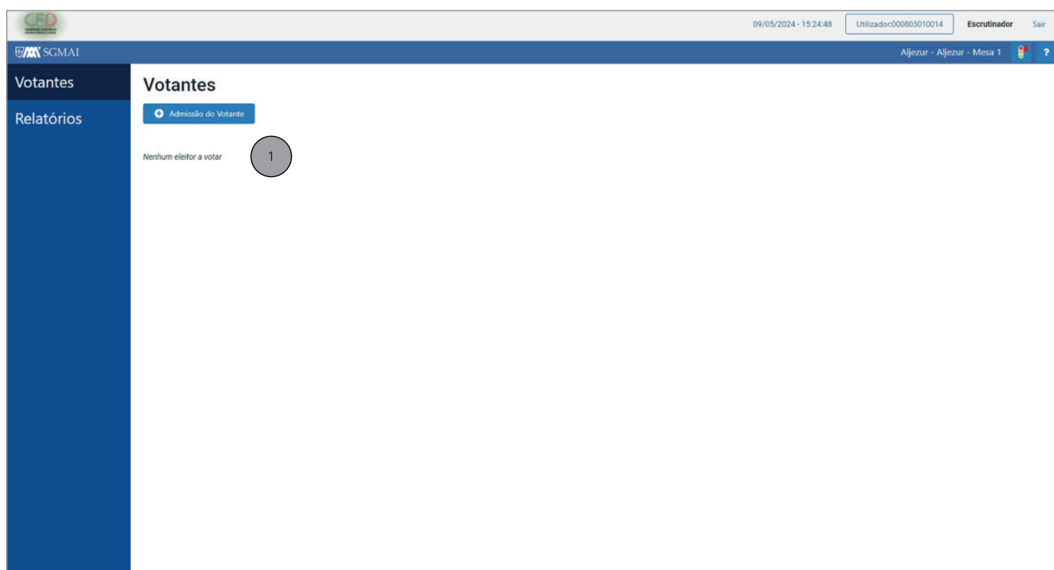 CED
09/05/2024 - 15:24:48
Utilizador:000803010014
Escrutinador
Sair
SGMAI
Aljezur - Aljezur - Mesa 1
?
Votantes
Relatórios
Votantes
Admissão do Votante
Nenhum eleitor a votar
1